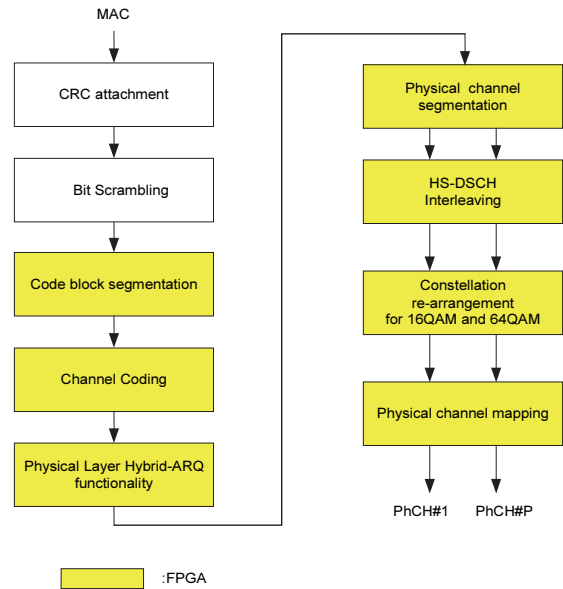 MAC
CRC attachment
Bit Scrambling
Code block segmentation
Channel Coding
Physical Layer Hybrid-ARQ
functionality
Physical channel
segmentation
HS-DSCH
Interleaving
Constellation
re-arrangement
for 16QAM and 64QAM
Physical channel mapping
PhCH#1 PhCH#P
:FPGA